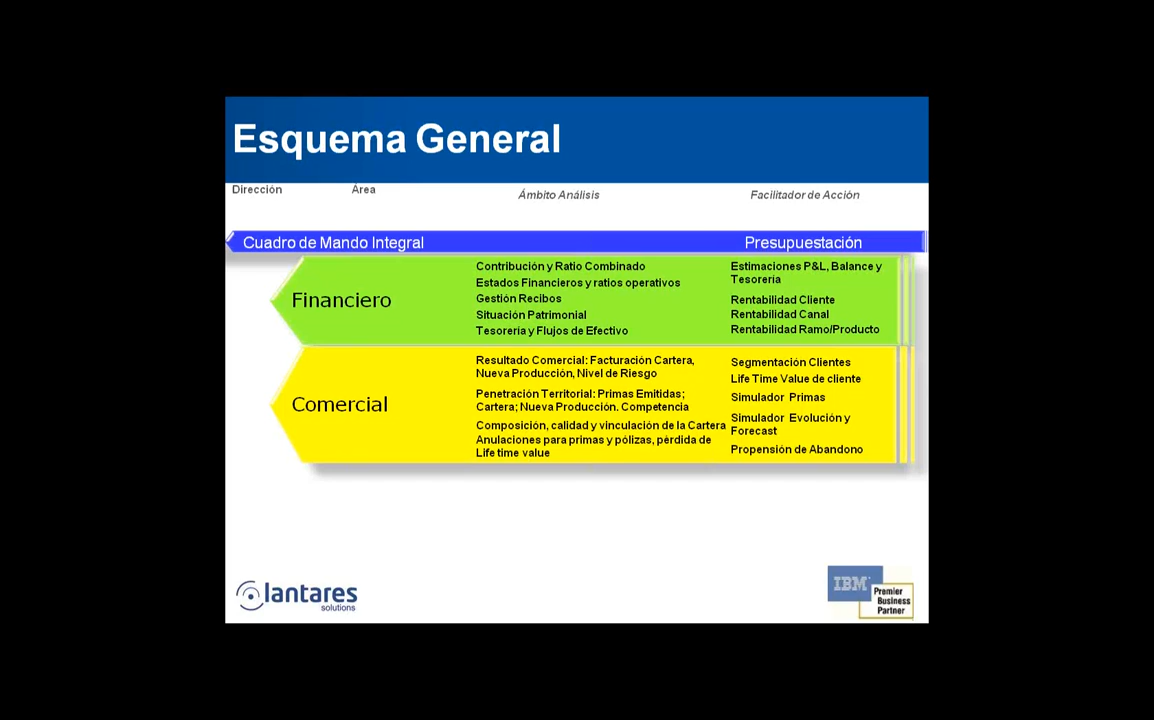 Esquema General
Dirección
Área
Ámbito Análisis
Facilitador de Acción
Cuadro de Mando Integral
Presupuestación
Financiero
Contribución y Ratio Combinado
Estados Financieros y ratios operativos
Gestión Recibos
Situación Patrimonial
Tesorería y Flujos de Efectivo
Estimaciones P&L, Balance y
Tesorería
Rentabilidad Cliente
Rentabilidad Canal
Rentabilidad Ramo/Producto
Comercial
Resultado Comercial: Facturación Cartera,
Nueva Producción, Nivel de Riesgo
Penetración Territorial: Primas Emitidas;
Cartera; Nueva Producción. Competencia
Composición, calidad y vinculación de la Cartera
Anulaciones para primas y pólizas, pérdida de
Life time value
Segmentación Clientes
Life Time Value de cliente
Simulador Primas
Simulador Evolución y
Forecast
Propensión de Abandono
lantares
solutions
IBM
Premier
Business
Partner